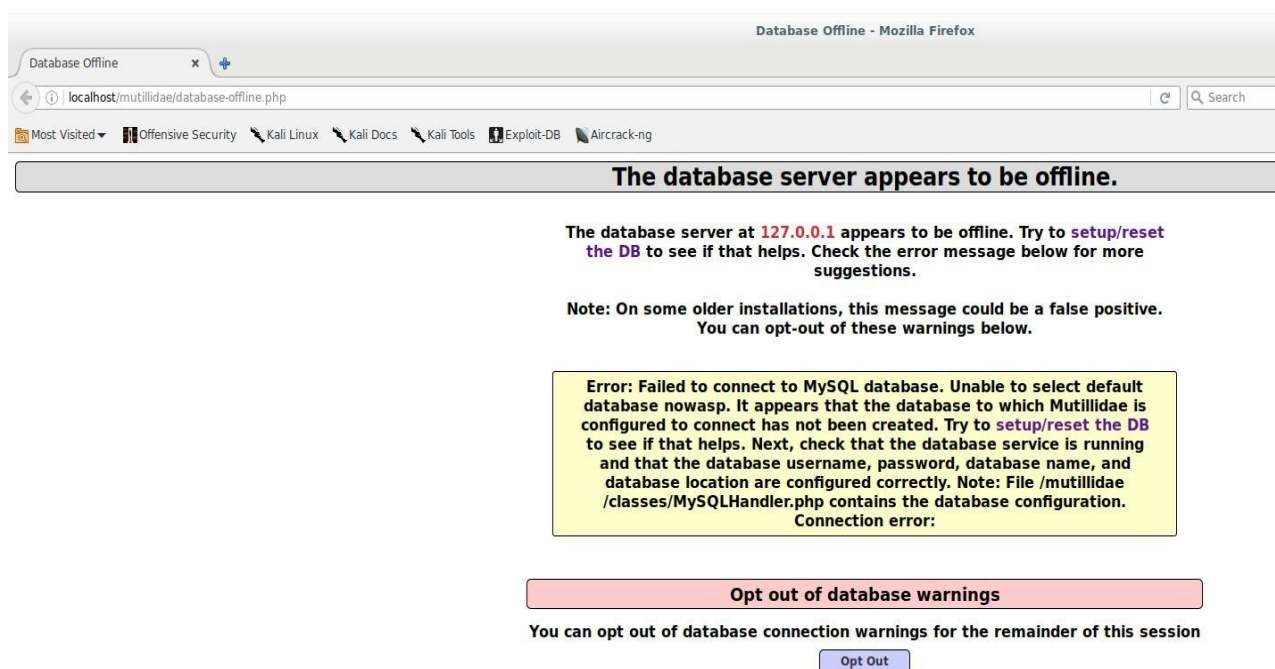 Database Offline - Mozilla Firefox
Database Offline
localhost/mutillidae/database-offline.php
Search
Most Visited Offensive Security Kali Linux Kali Docs Kali Tools Exploit-DB Aircrack-ng
The database server appears to be offline.
The database server at 127.0.0.1 appears to be offline. Try to setup/reset
the DB to see if that helps. Check the error message below for more
suggestions.
Note: On some older installations, this message could be a false positive.
You can opt-out of these warnings below.
Error: Failed to connect to MySQL database. Unable to select default
database nowasp. It appears that the database to which Mutillidae is
configured to connect has not been created. Try to setup/reset the DB
to see if that helps. Next, check that the database service is running
and that the database username, password, database name, and
database location are configured correctly. Note: File /mutillidae
/classes/MySQLHandler.php contains the database configuration.
Connection error:
Opt out of database warnings
You can opt out of database connection warnings for the remainder of this session
Opt Out